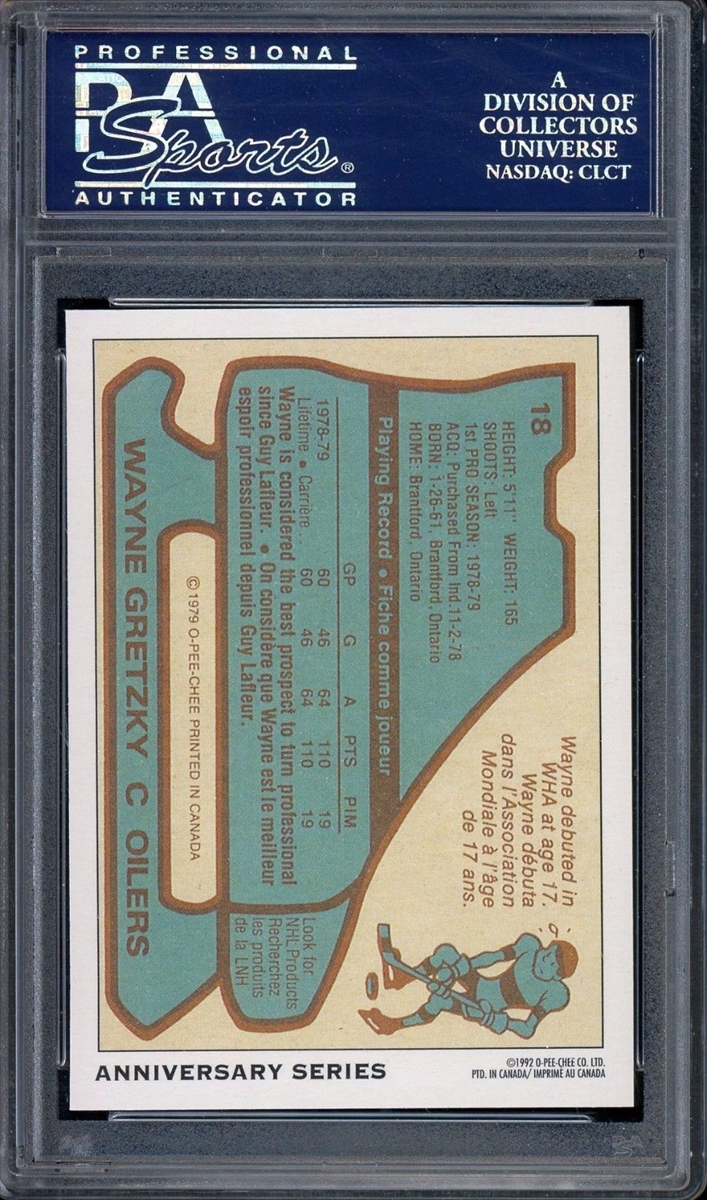 PROFESSIONAL
PSA
Sports®
AUTHENTICATOR
A
DIVISION OF
COLLECTORS
UNIVERSE
NASDAQ: CLCT
18
HEIGHT: 5'11" WEIGHT: 165
SHOOTS: Left
1st PRO SEASON: 1978-79
ACQ: Purchased From Ind. 11-2-78
BORN: 1-26-61, Brantford, Ontario
HOME: Brantford, Ontario
Wayne debuted in
WHA at age 17.
Wayne débuta
dans l'Association
Mondiale à l'âge
de 17 ans.
Playing Record • Fiche comme joueur
GP G A PTS PIM
1978-79 60 46 64 110 19
Lifetime • Carrière ... 60 46 64 110 19
Wayne is considered the best prospect to turn professional
since Guy Lafleur. • On considère que Wayne est le meilleur
espoir professionnel depuis Guy Lafleur.
Look for
NHL Products
Recherchez
les produits
de la LNH
© 1979 O-PEE-CHEE PRINTED IN CANADA
WAYNE GRETZKY C OILERS
ANNIVERSARY SERIES
©1992 O-PEE-CHEE CO. LTD.
PTD. IN CANADA/ IMPRIMÉ AU CANADA